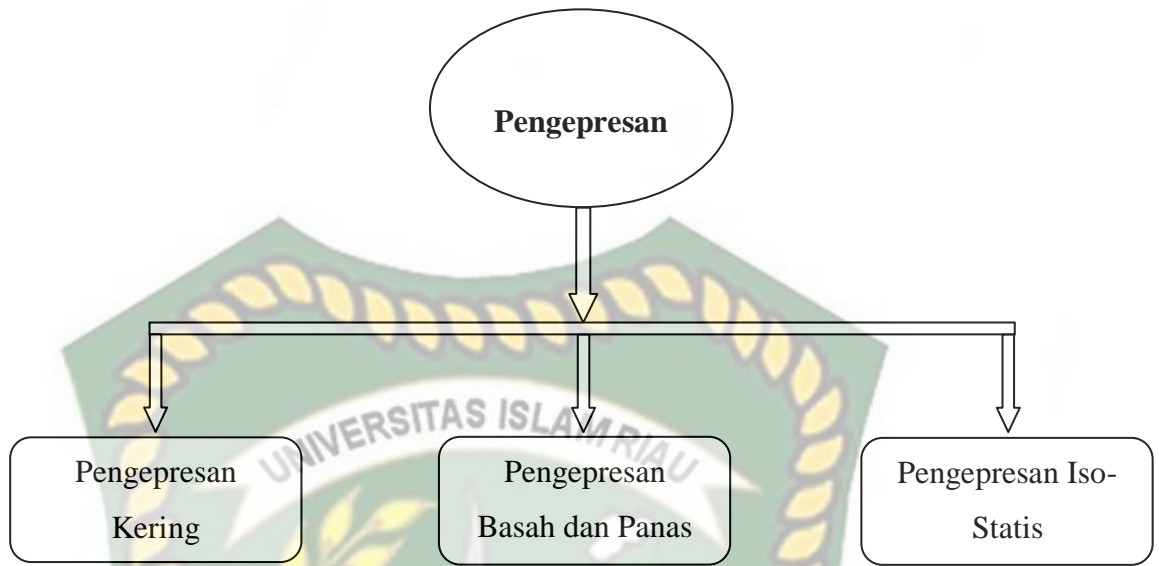 Pengepresan
UNIVERSITAS ISLAM RIAU
Pengepresan
Kering
Pengepresan
Basah dan Panas
Pengepresan Iso-
Statis